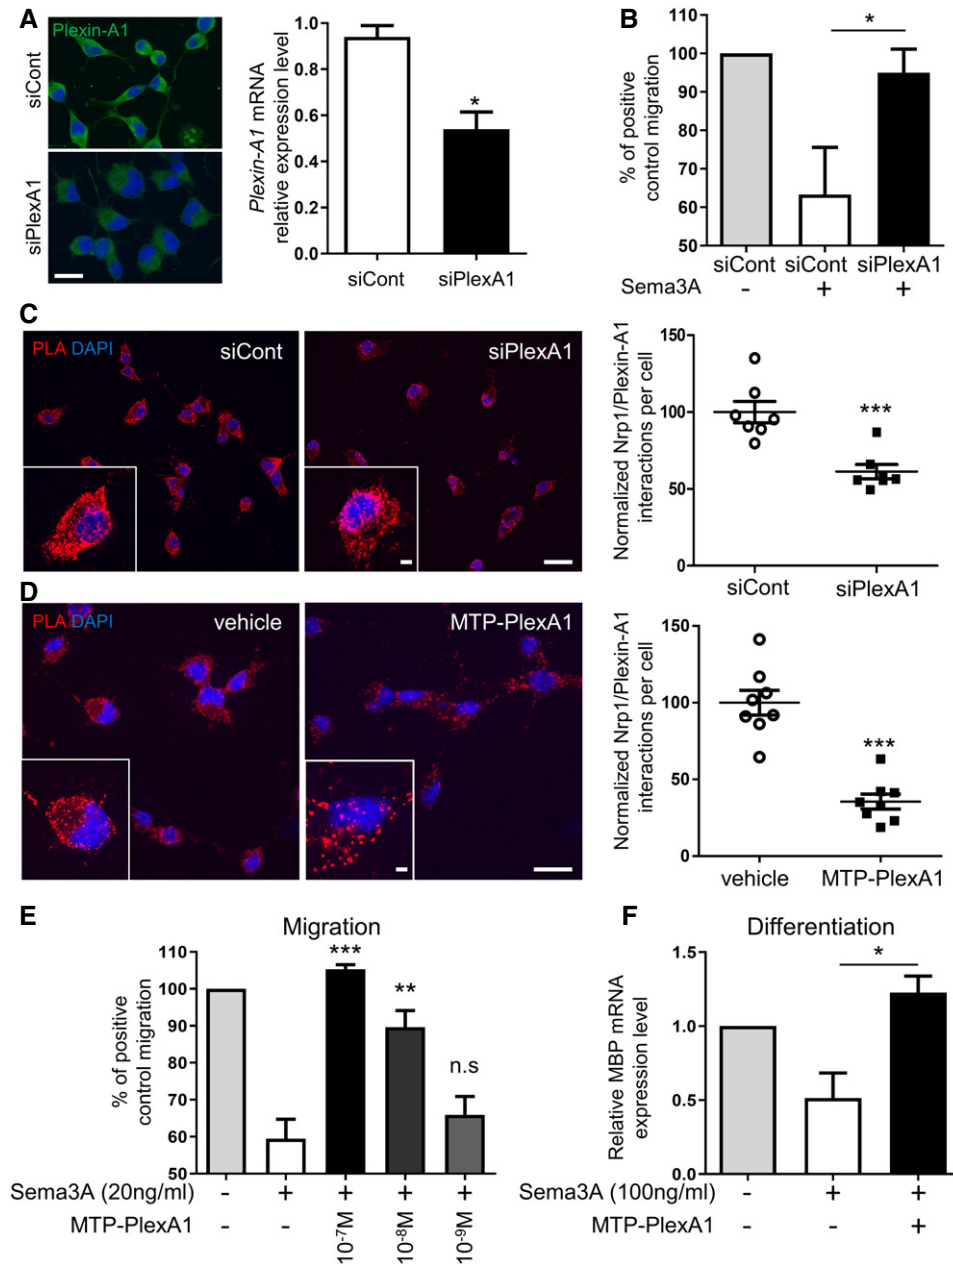 A
Plexin-A1
siCont
siPlexA1
Plexin-A1 mRNA
relative expression level
1.0
0.8
0.6
0.4
0.2
0.0
*
siCont
siPlexA1
B
% of positive
control migration
110
100
90
80
70
60
50
*
siCont siCont siPlexA1
Sema3A - + +
C
PLA DAPI
siCont
siPlexA1
Normalized Nrp1/Plexin-A1
interactions per cell
150
100
50
0
***
siCont
siPlexA1
D
PLA DAPI
vehicle
MTP-PlexA1
Normalized Nrp1/Plexin-A1
interactions per cell
150
100
50
0
***
vehicle
MTP-PlexA1
E
Migration
% of positive
control migration
110
100
90
80
70
60
50
***
**
n.s
Sema3A (20ng/ml) - + + + +
MTP-PlexA1 - - 10-7M 10-8M 10-9M
F
Differentiation
Relative MBP mRNA
expression level
1.5
1.0
0.5
0.0
*
Sema3A (100ng/ml) - + +
MTP-PlexA1 - - +